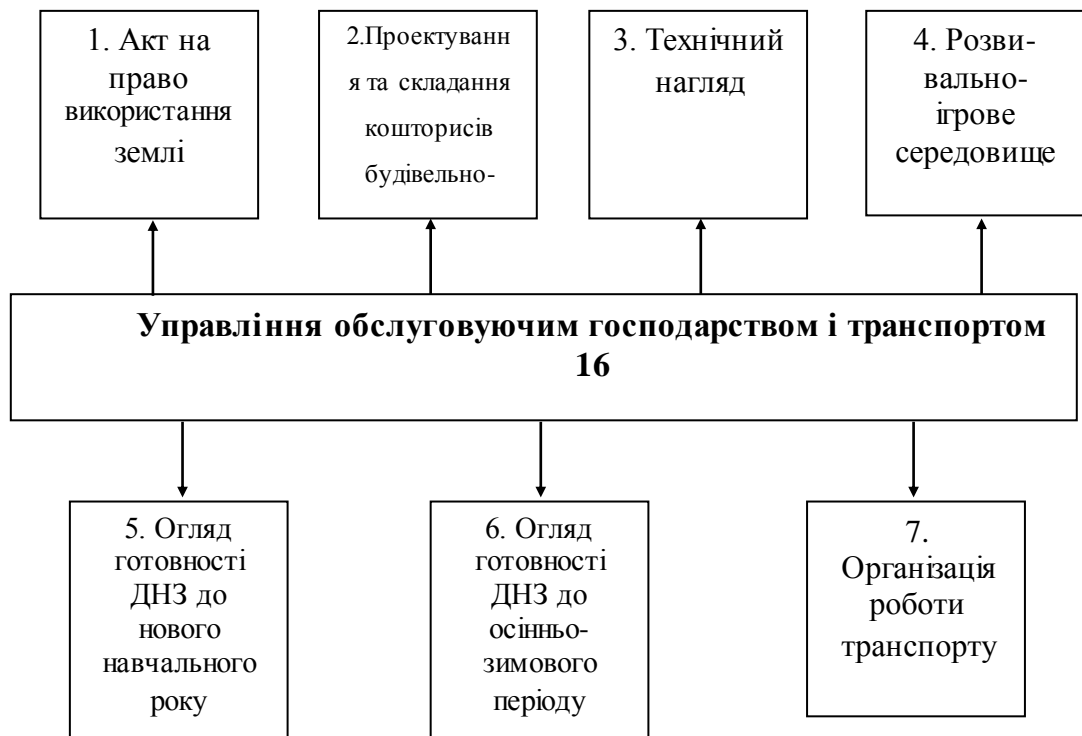 1. Акт на
право
використання
землі
2.Проектуванн
я та складання
кошторисів
будівельно-
3. Технічний
нагляд
4. Розви-
вально-
ігрове
середовище
Управління обслуговуючим господарством і транспортом
16
5. Огляд
готовності
ДНЗ до
нового
навчального
року
6. Огляд
готовності
ДНЗ до
осінньо-
зимового
періоду
7.
Організація
роботи
транспорту